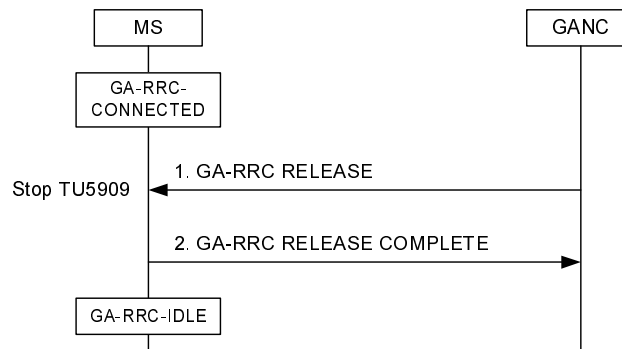 MS
GANC
GA-RRC-
CONNECTED
1. GA-RRC RELEASE
Stop TU5909
2. GA-RRC RELEASE COMPLETE
GA-RRC-IDLE